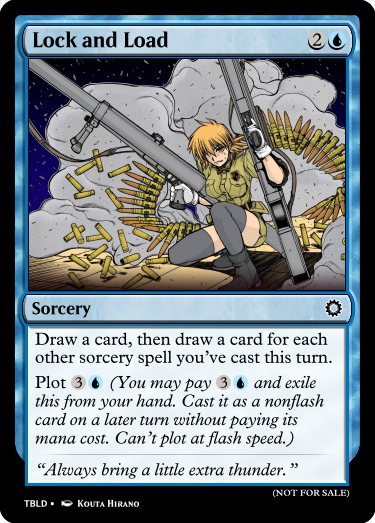 Lock and Load 2
Sorcery
Draw a card, then draw a card for each
other sorcery spell you've cast this turn.
Plot 3 (You may pay 3 and exile
this from your hand. Cast it as a nonflash
card on a later turn without paying its
mana cost. Can't plot at flash speed.)
“Always bring a little extra thunder.”
(NOT FOR SALE)
TBLD • Kouta Hirano